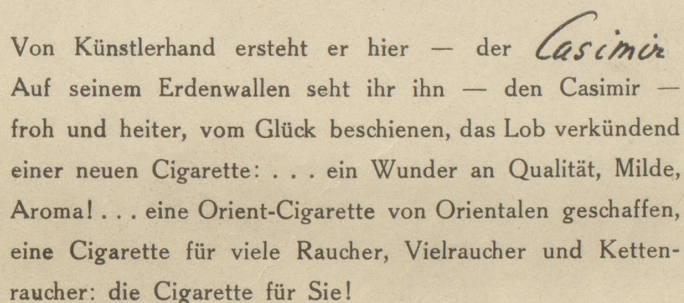 Von Künstlerhand ersteht er hier — der Casimir
Auf seinem Erdenwallen seht ihr ihn — den Casimir —
froh und heiter, vom Glück beschienen, das Lob verkündend
einer neuen Cigarette: . . . ein Wunder an Qualität, Milde,
Aroma! . . . eine Orient-Cigarette von Orientalen geschaffen,
eine Cigarette für viele Raucher, Vielraucher und Ketten-
raucher: die Cigarette für Sie!